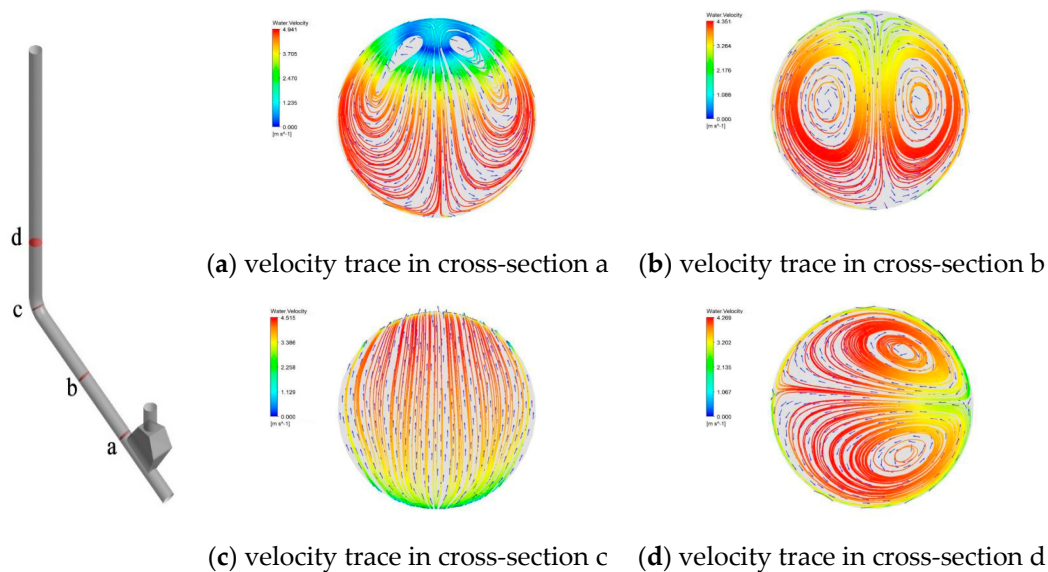 d
c
b
a
Water Velocity
4.941
3.705
2.470
1.235
0.000
[m s^-1]
Water Velocity
4.351
3.264
2.176
1.088
0.000
[m s^-1]
(a) velocity trace in cross-section a
(b) velocity trace in cross-section b
Water Velocity
4.515
3.386
2.258
1.129
0.000
[m s^-1]
Water Velocity
4.269
3.202
2.135
1.067
0.000
[m s^-1]
(c) velocity trace in cross-section c
(d) velocity trace in cross-section d